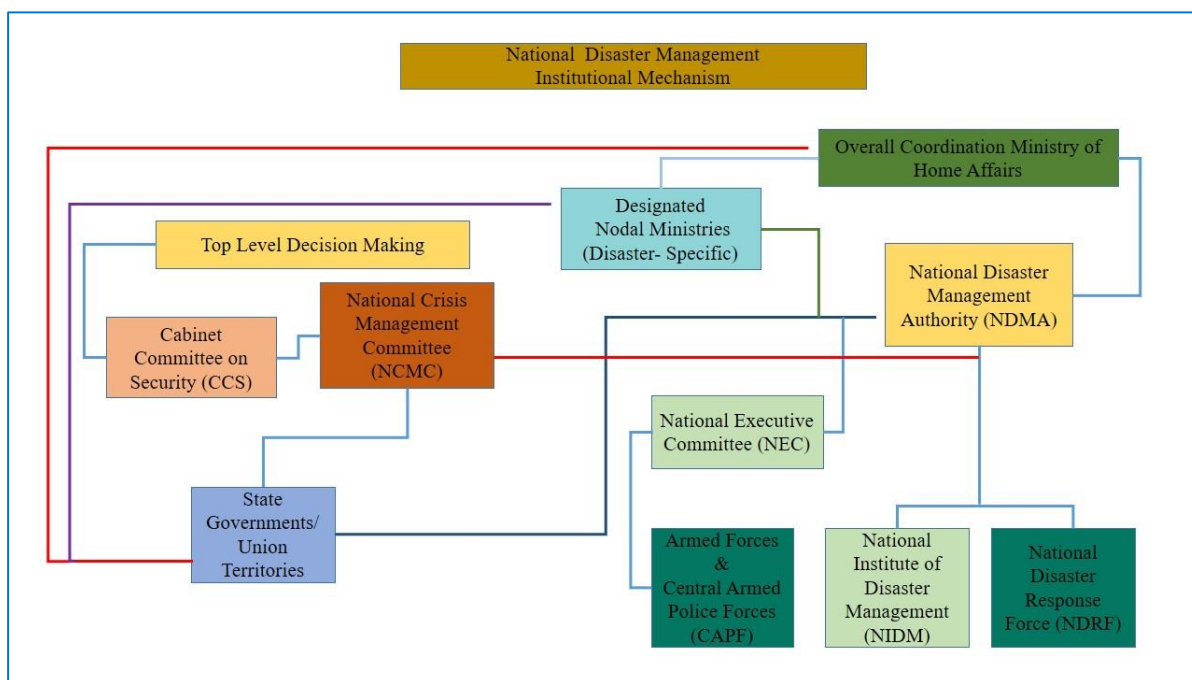 National Disaster Management
Institutional Mechanism
Overall Coordination Ministry of
Home Affairs
Designated
Nodal Ministries
(Disaster- Specific)
Top Level Decision Making
National Disaster
Management
Authority (NDMA)
National Crisis
Management
Committee
(NCMC)
Cabinet
Committee on
Security (CCS)
National Executive
Committee (NEC)
State
Governments/
Union
Territories
Armed Forces
&
Central Armed
Police Forces
(CAPF)
National
Institute of
Disaster
Management
(NIDM)
National
Disaster
Response
Force (NDRF)